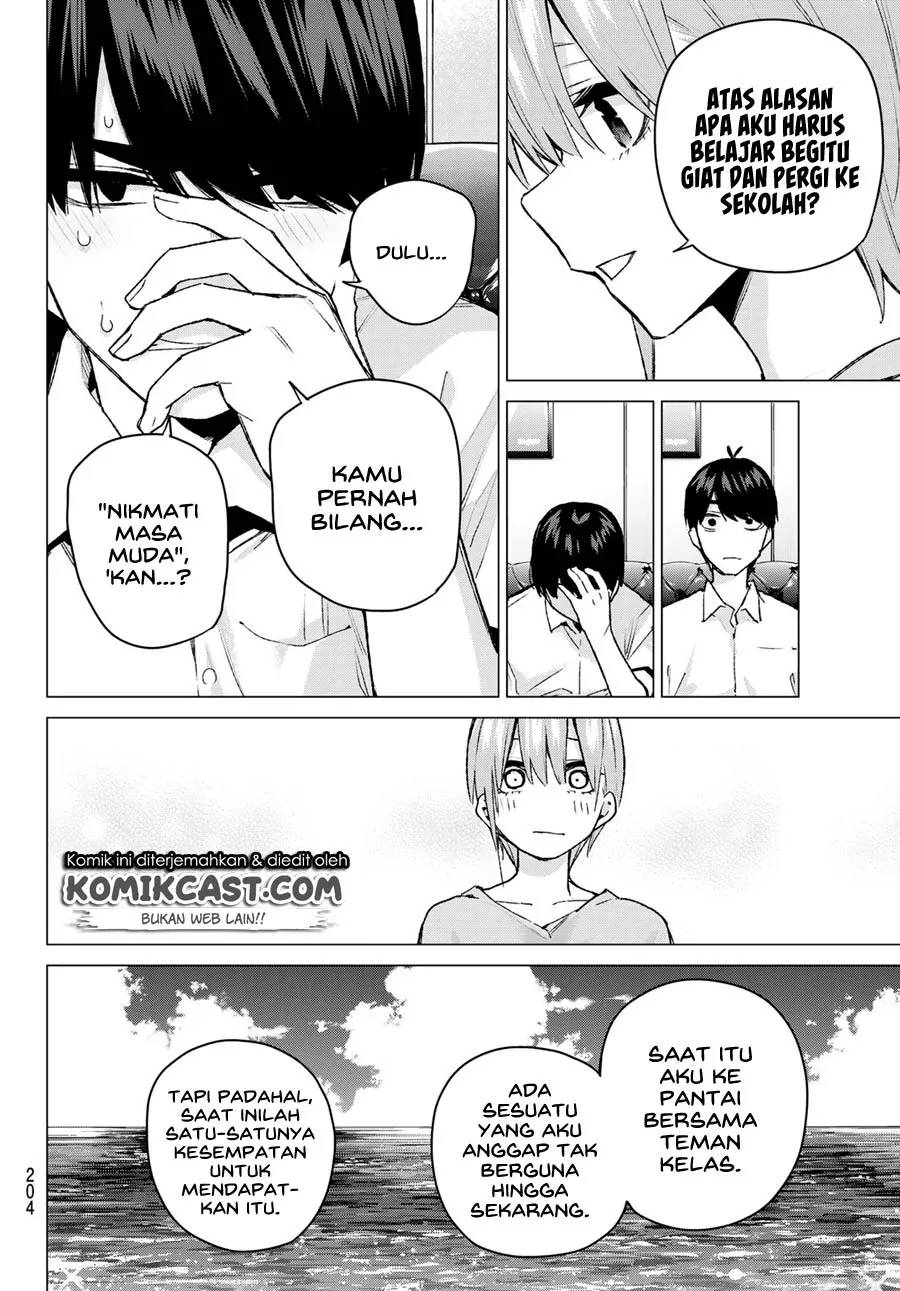 ATAS ALASAN
APA AKU HARUS
BELAJAR BEGITU
GIAT DAN PERGI KE
SEKOLAH?
DULU...
KAMU
PERNAH
BILANG...
"NIKMATI
MASA
MUDA",
'KAN...?
Komik ini diterjemahkan & diedit oleh
KOMIKCAST.COM
BUKAN WEB LAIN!!
SAAT ITU
AKU KE
PANTAI
BERSAMA
TEMAN
KELAS.
ADA
SESUATU
YANG AKU
ANGGAP TAK
BERGUNA
HINGGA
SEKARANG.
TAPI PADAHAL,
SAAT INILAH
SATU-SATUNYA
KESEMPATAN
UNTUK
MENDAPAT-
KAN ITU.
204